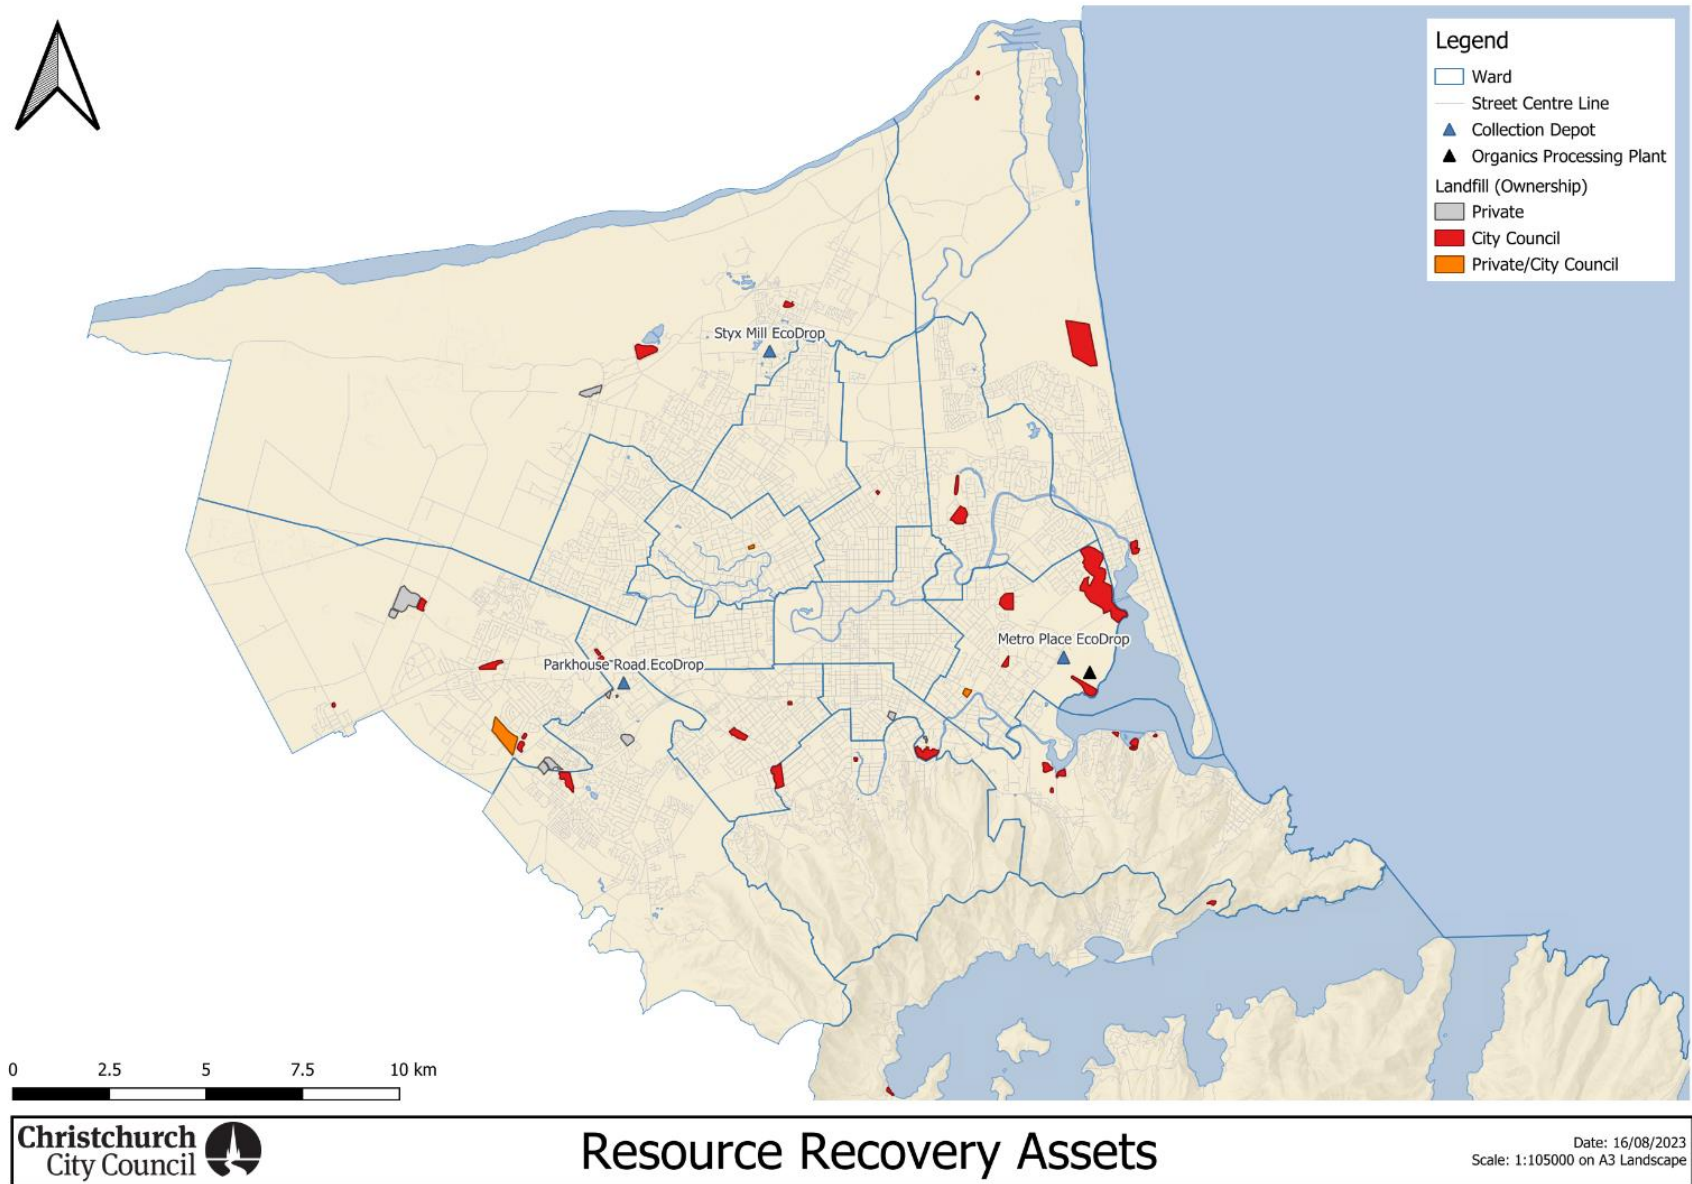 Legend
Ward
Street Centre Line
Collection Depot
Organics Processing Plant
Landfill (Ownership)
Private
City Council
Private/City Council
Styx Mill EcoDrop
Metro Place EcoDrop
Parkhouse Road EcoDrop
0 2.5 5 7.5 10 km
Christchurch
City Council
Resource Recovery Assets
Date: 16/08/2023
Scale: 1:105000 on A3 Landscape